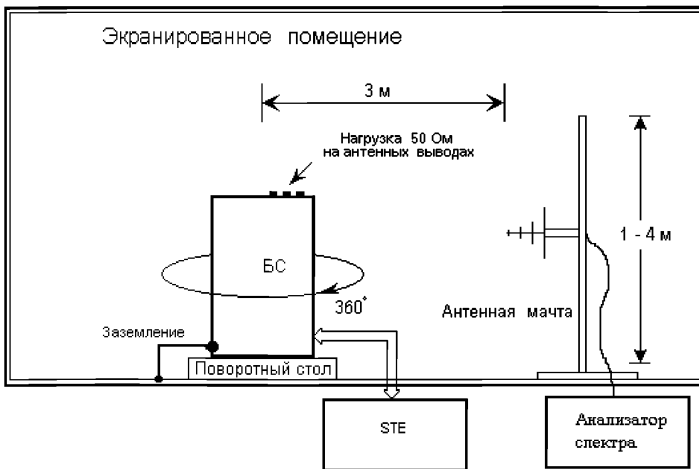 Экранированное помещение
3 м
Нагрузка 50 Ом
на антенных выводах
1 - 4 м
БС
360°
Антенная мачта
Заземление
Поворотный стол
STE
Анализатор
спектра